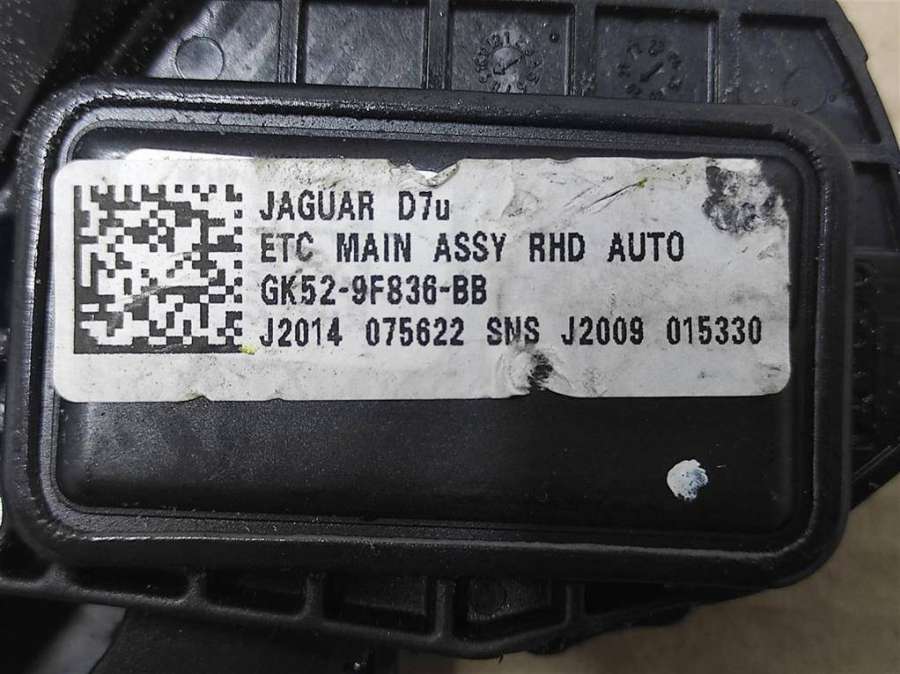 JAGUAR D7u
ETC MAIN ASSY RHD AUTO
GK52-9F836-BB
J2014 075622 SNS J2009 015330